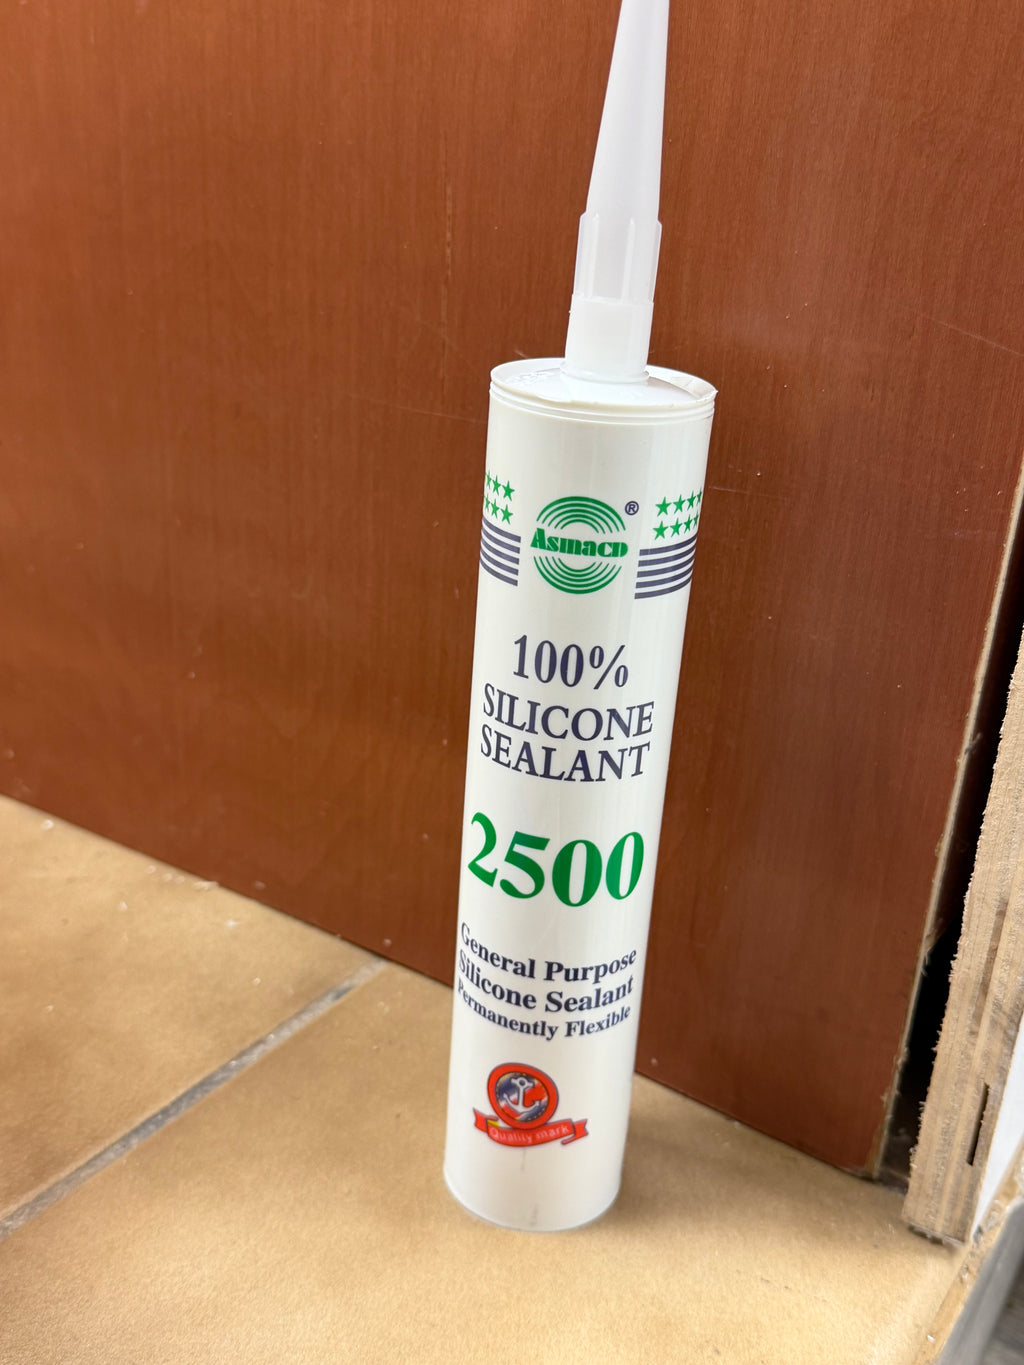 Asmaco ®
100%
SILICONE
SEALANT
2500
General Purpose
Silicone Sealant
Permanently Flexible
Quality mark